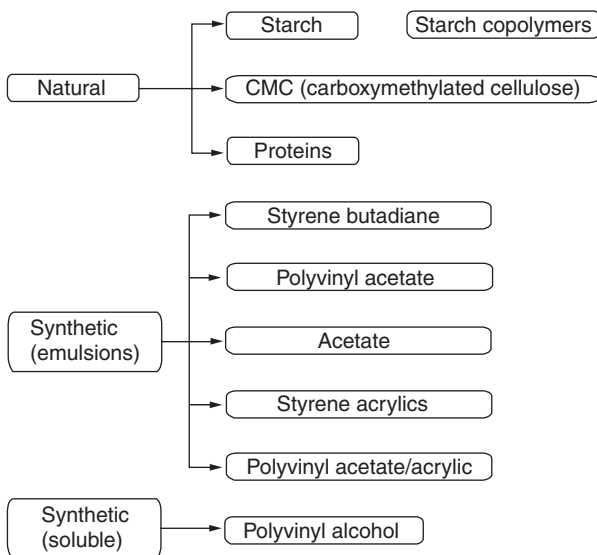 Starch
Starch copolymers
Natural
CMC (carboxymethylated cellulose)
Proteins
Styrene butadiane
Polyvinyl acetate
Synthetic
(emulsions)
Acetate
Styrene acrylics
Polyvinyl acetate/acrylic
Synthetic
(soluble)
Polyvinyl alcohol